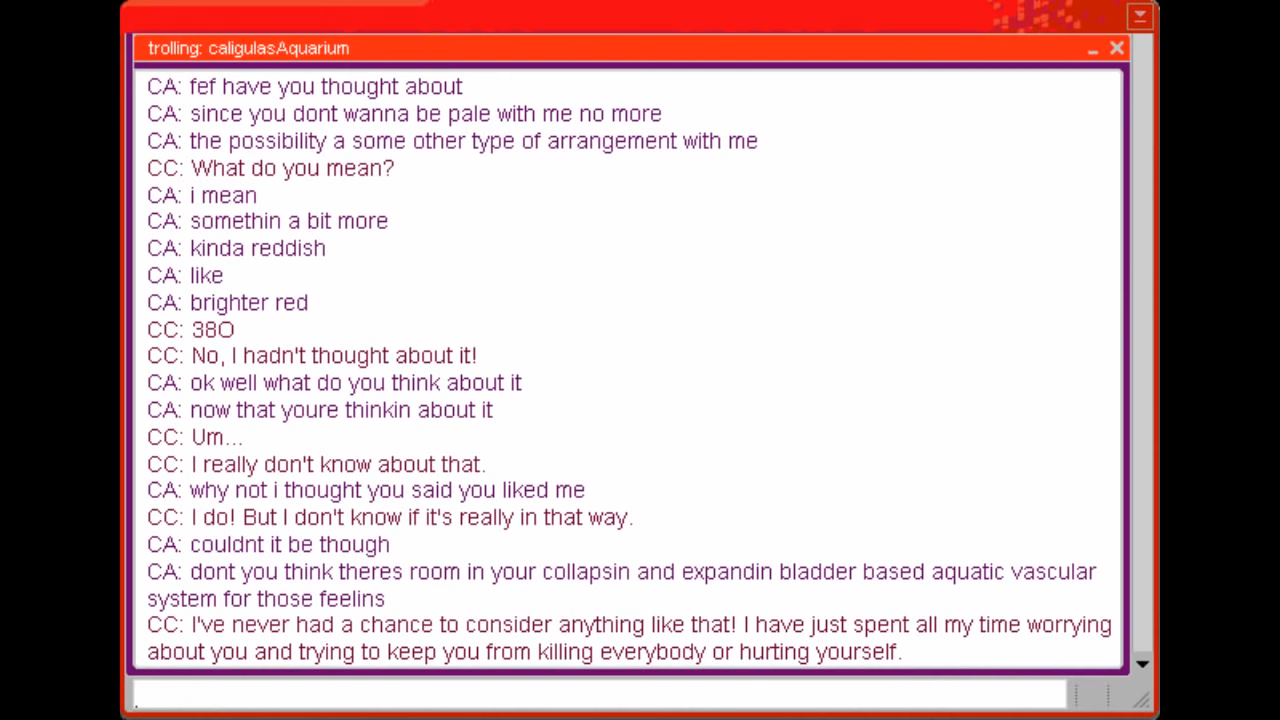 trolling: caligulasAquarium
CA: fef have you thought about
CA: since you dont wanna be pale with me no more
CA: the possibility a some other type of arrangement with me
CC: What do you mean?
CA: i mean
CA: somethin a bit more
CA: kinda reddish
CA: like
CA: brighter red
CC: 38O
CC: No, I hadn't thought about it!
CA: ok well what do you think about it
CA: now that youre thinkin about it
CC: Um...
CC: I really don't know about that.
CA: why not i thought you said you liked me
CC: I do! But I don't know if it's really in that way.
CA: couldnt it be though
CA: dont you think theres room in your collapsin and expandin bladder based aquatic vascular
system for those feelins
CC: I've never had a chance to consider anything like that! I have just spent all my time worrying
about you and trying to keep you from killing everybody or hurting yourself.